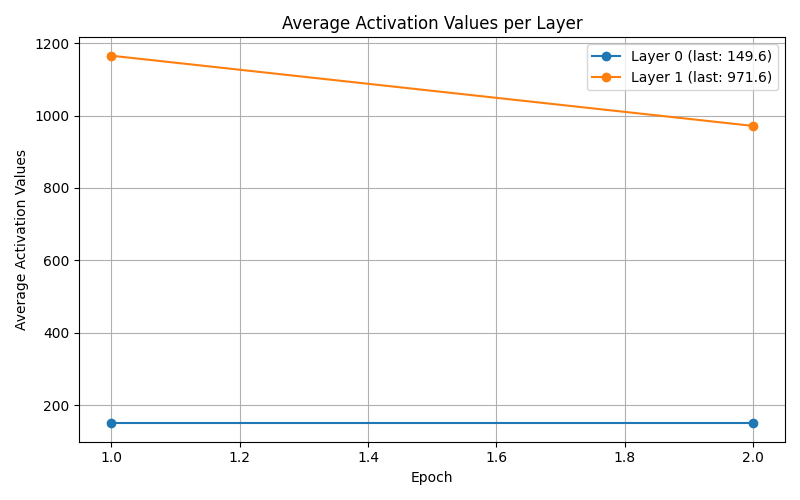 Average Activation Values per Layer
Layer 0 (last: 149.6)
Layer 1 (last: 971.6)
Average Activation Values
1200
1000
800
600
400
200
1.0 1.2 1.4 1.6 1.8 2.0
Epoch